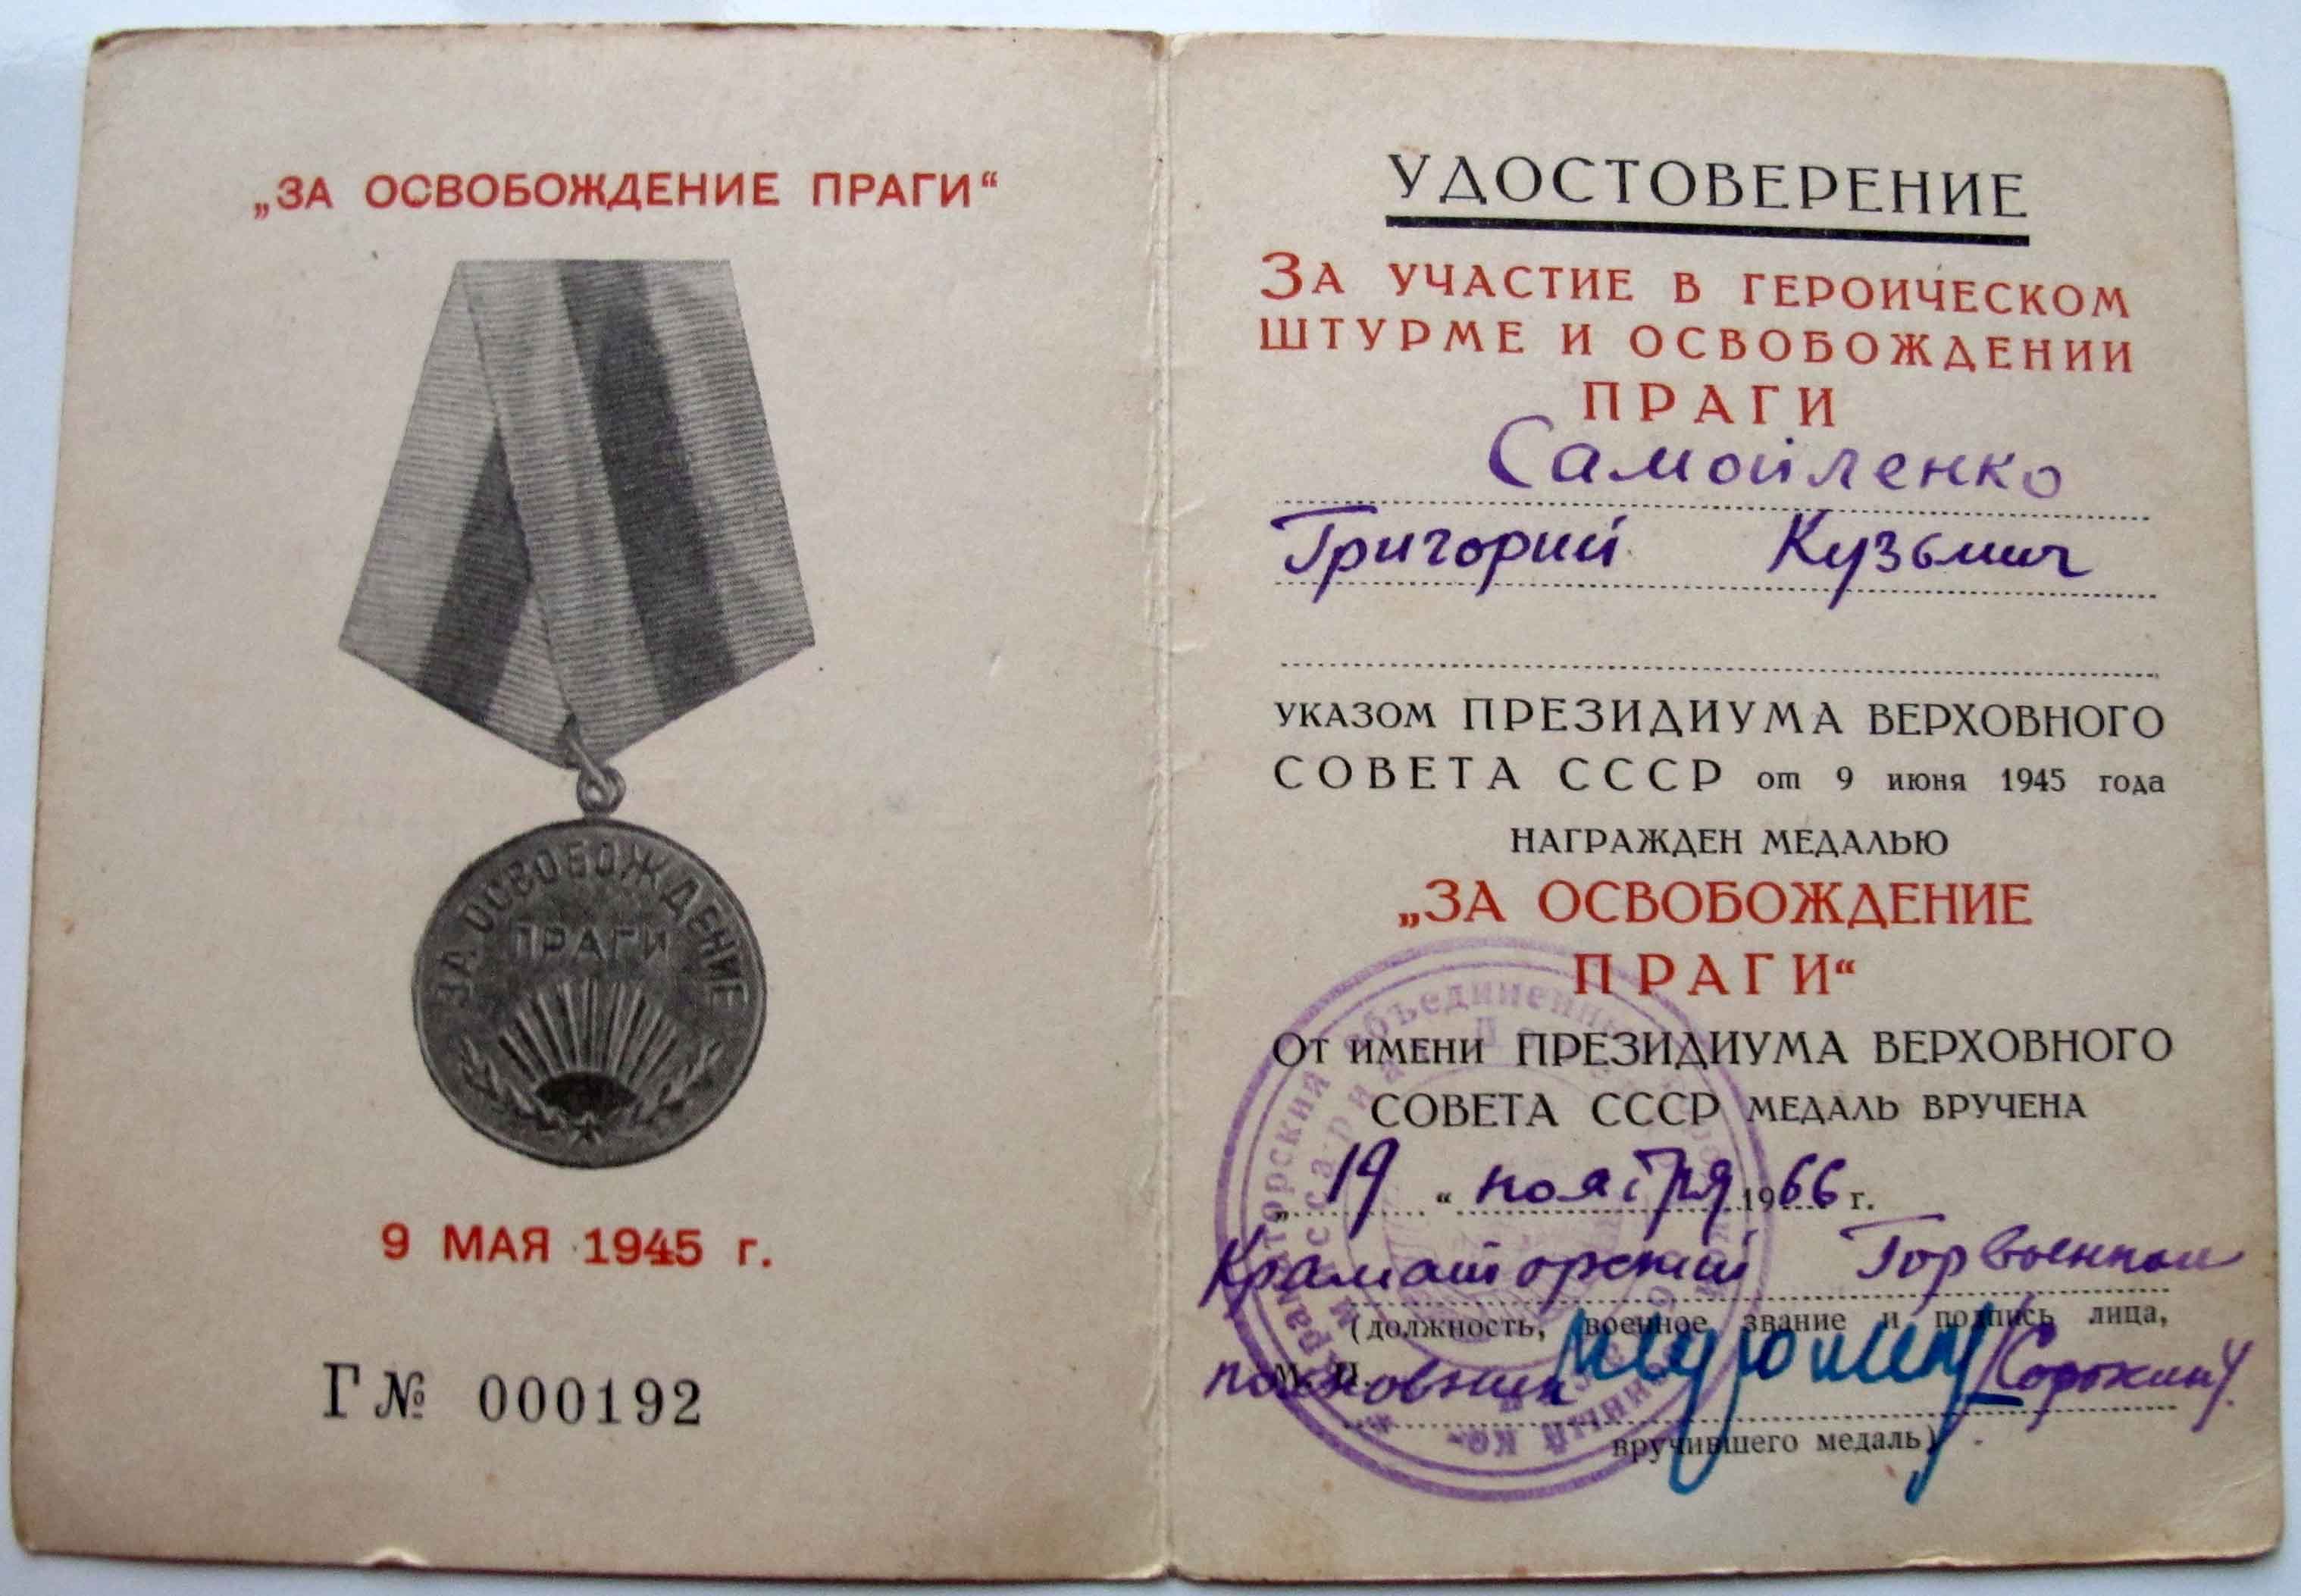 „ЗА ОСВОБОЖДЕНИЕ ПРАГИ“
ЗА ОСВОБОЖДЕНИЕ
ПРАГИ
9 МАЯ 1945 г.
Г № 000192
УДОСТОВЕРЕНИЕ
ЗА УЧАСТИЕ В ГЕРОИЧЕСКОМ
ШТУРМЕ И ОСВОБОЖДЕНИИ
ПРАГИ
Самойленко
Григорий Кузьмич
УКАЗОМ ПРЕЗИДИУМА ВЕРХОВНОГО
СОВЕТА СССР от 9 июня 1945 года
НАГРАЖДЕН МЕДАЛЬЮ
„ЗА ОСВОБОЖДЕНИЕ
ПРАГИ“
ОТ ИМЕНИ ПРЕЗИДИУМА ВЕРХОВНОГО
СОВЕТА СССР МЕДАЛЬ ВРУЧЕНА
„19“ ноября 1966 г.
Краматорский Горвоенком
(должность, военное звание и подпись лица,
М. П.
полковник /Сорокин/
вручившего медаль)